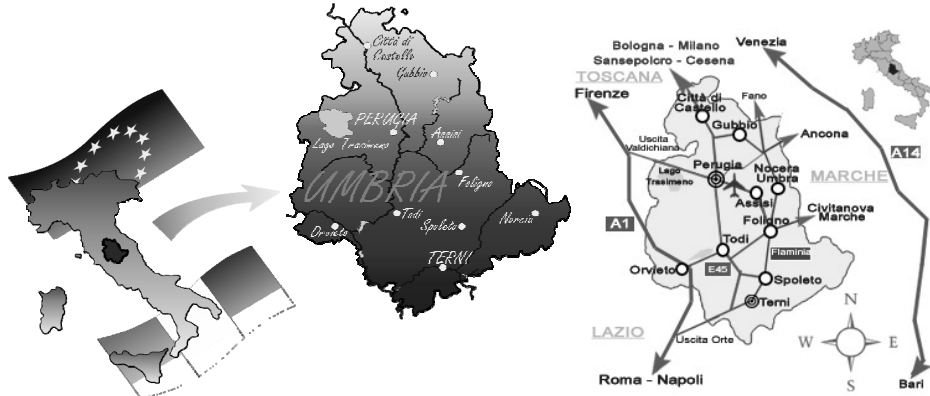 Città di
Castello
Gubbio
PERUGIA
Lago Trasimeno
Assisi
UMBRIA
Foligno
Todi
Orvieto
Spoleto
Norcia
TERNI
Bologna - Milano
Sansepolcro - Cesena
Venezia
TOSCANA
Firenze
Città di
Castello
Fano
Gubbio
Ancona
Uscita
Valdichiana
A14
Perugia
Nocera
Umbra
Lago
Trasimeno
MARCHE
Assisi
Civitanova
Marche
Foligno
A1
Todi
Flaminia
Orvieto
E45
Spoleto
Terni
N
LAZIO
Uscita Orte
W
E
S
Roma - Napoli
Bari